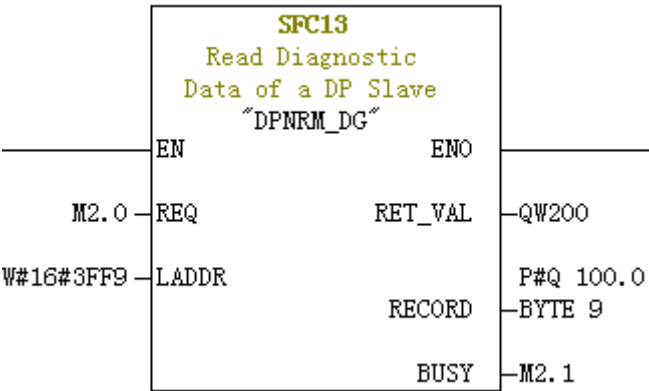 SFC13
Read Diagnostic
Data of a DP Slave
"DPNRM_DG"
EN ENO
M2.0 REQ RET_VAL QW200
W#16#3FF9 LADDR P#Q 100.0
RECORD BYTE 9
BUSY M2.1